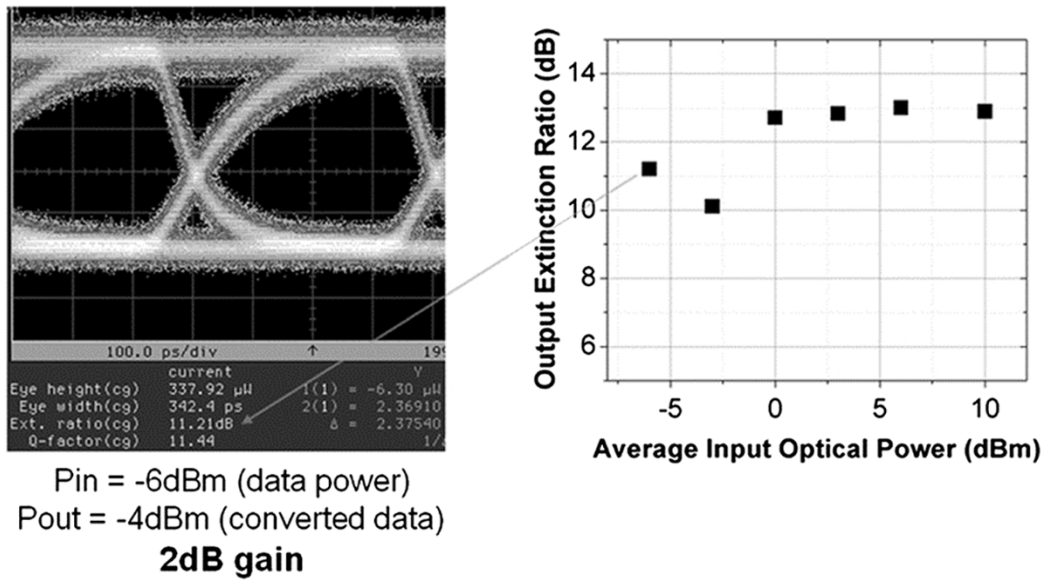 100.0 ps/div 199
current Y
Eye height(cg) 337.92 µW 1(1) = -6.30 µW
Eye width(cg) 342.4 ps 2(1) = 2.36910
Ext. ratio(cg) 11.21dB Δ = 2.37540
Q-factor(cg) 11.44 1/
Pin = -6dBm (data power)
Pout = -4dBm (converted data)
2dB gain
Output Extinction Ratio (dB)
14
12
10
8
6
-5 0 5 10
Average Input Optical Power (dBm)